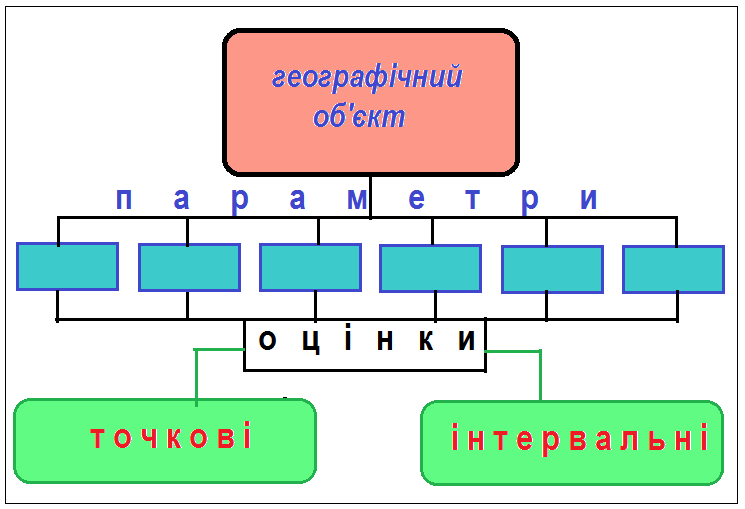 географічний
об'єкт
п а р а м е т р и
о ц і н к и
т о ч к о в і
і н т е р в а л ь н і